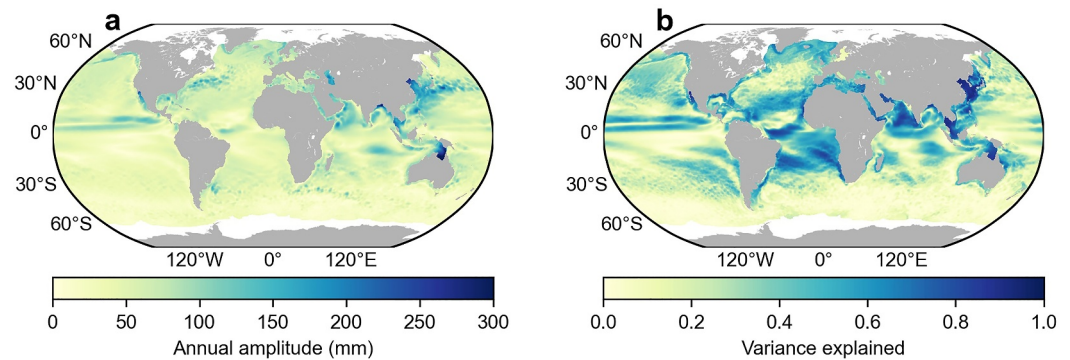 a b
60°N 60°N
30°N 30°N
0° 0°
30°S 30°S
60°S 60°S
120°W 0° 120°E 120°W 0° 120°E
0 50 100 150 200 250 300 0.0 0.2 0.4 0.6 0.8 1.0
Annual amplitude (mm) Variance explained